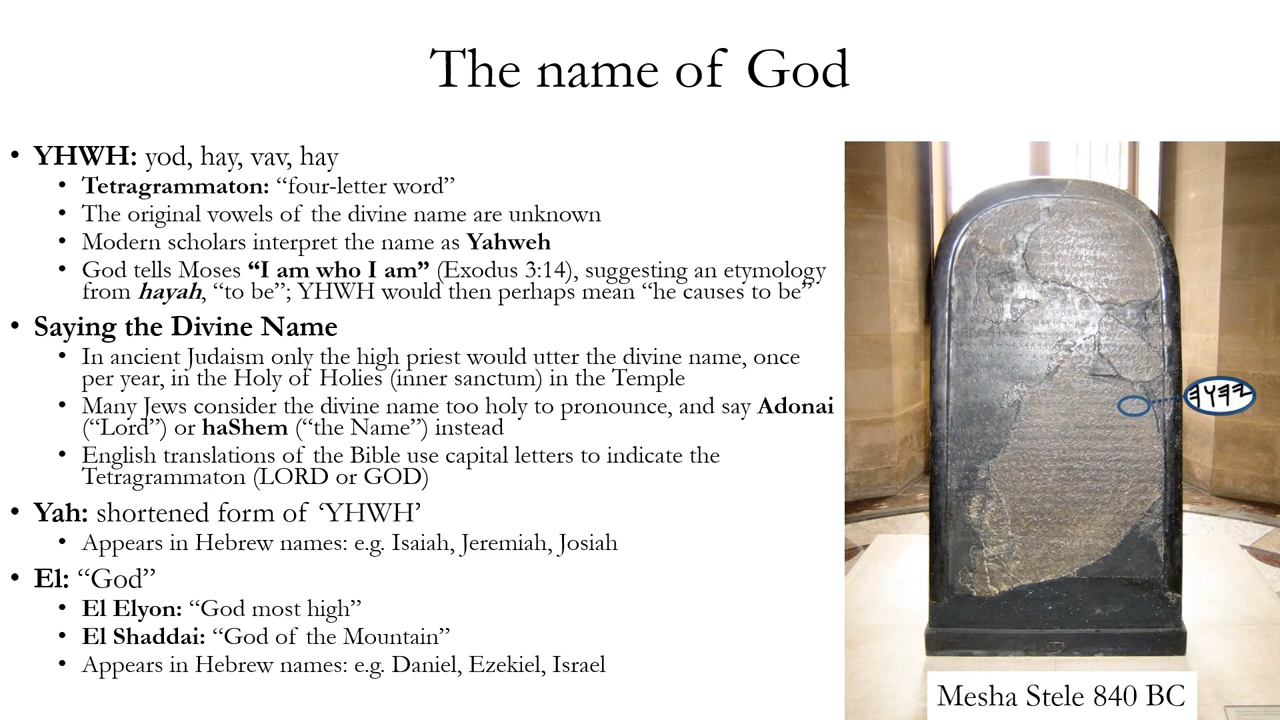 The name of God
• YHWH: yod, hay, vav, hay
• Tetragrammaton: “four-letter word”
• The original vowels of the divine name are unknown
• Modern scholars interpret the name as Yahweh
• God tells Moses “I am who I am” (Exodus 3:14), suggesting an etymology
from hayah, “to be”; YHWH would then perhaps mean “he causes to be”
• Saying the Divine Name
• In ancient Judaism only the high priest would utter the divine name, once
per year, in the Holy of Holies (inner sanctum) in the Temple
• Many Jews consider the divine name too holy to pronounce, and say Adonai
(“Lord”) or haShem (“the Name”) instead
• English translations of the Bible use capital letters to indicate the
Tetragrammaton (LORD or GOD)
• Yah: shortened form of ‘YHWH’
• Appears in Hebrew names: e.g. Isaiah, Jeremiah, Josiah
• El: “God”
• El Elyon: “God most high”
• El Shaddai: “God of the Mountain”
• Appears in Hebrew names: e.g. Daniel, Ezekiel, Israel
𐤉𐤄𐤅𐤄
Mesha Stele 840 BC